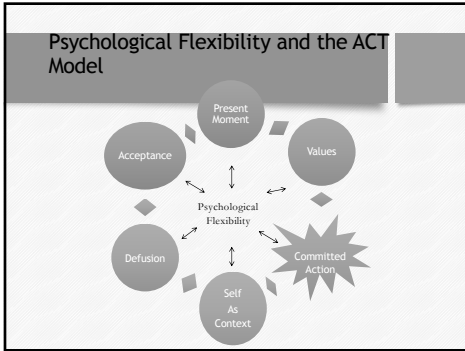 Psychological Flexibility and the ACT
Model
Present
Moment
Acceptance
Values
Psychological
Flexibility
Defusion
Committed
Action
Self
As
Context